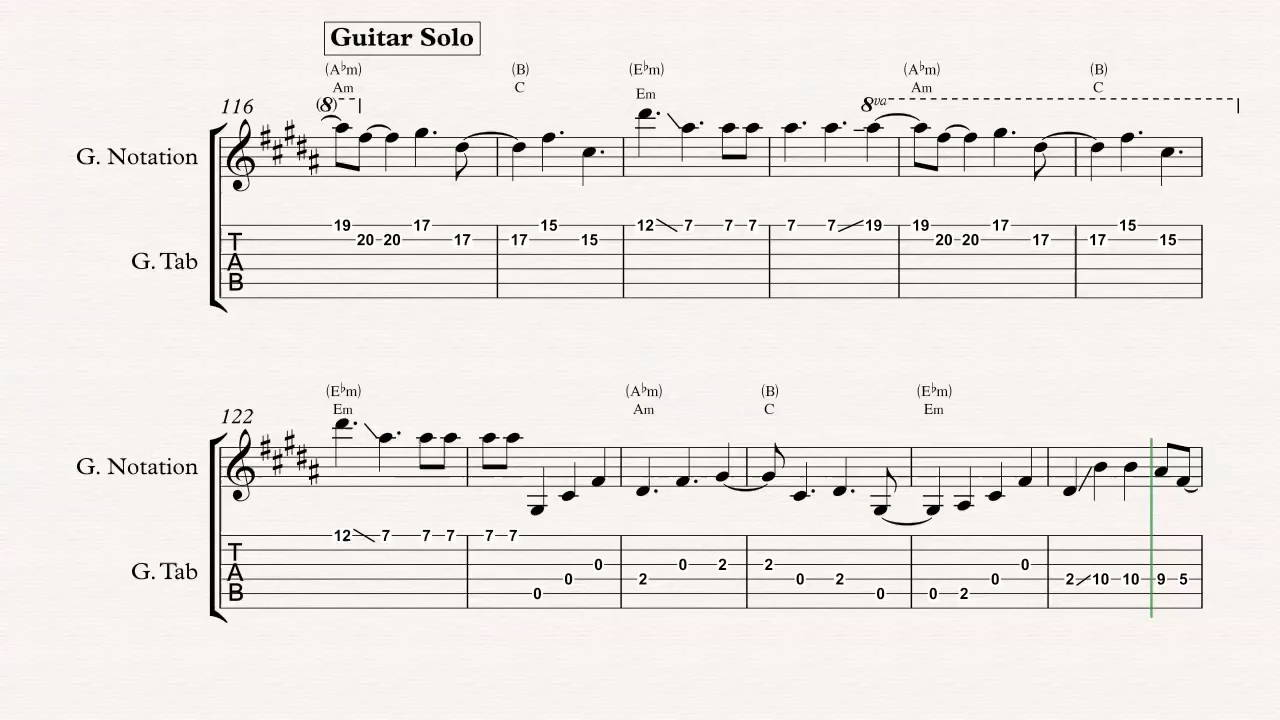 Guitar Solo
(A♭m) (B) (E♭m) (A♭m) (B)
Am C Em Am C
116 (8) 8va
G. Notation
19 20 20 17 17 17 15 15 12 7 7 7 7 7 19 19 20 20 17 17 17 15 15
G. Tab
T
A
B
(E♭m) (A♭m) (B) (E♭m)
Em Am C Em
122
G. Notation
12 7 7 7 7 7 0 0 0 2 0 2 2 0 2 0 0 2 0 0 2 10 10 9 5
G. Tab
T
A
B